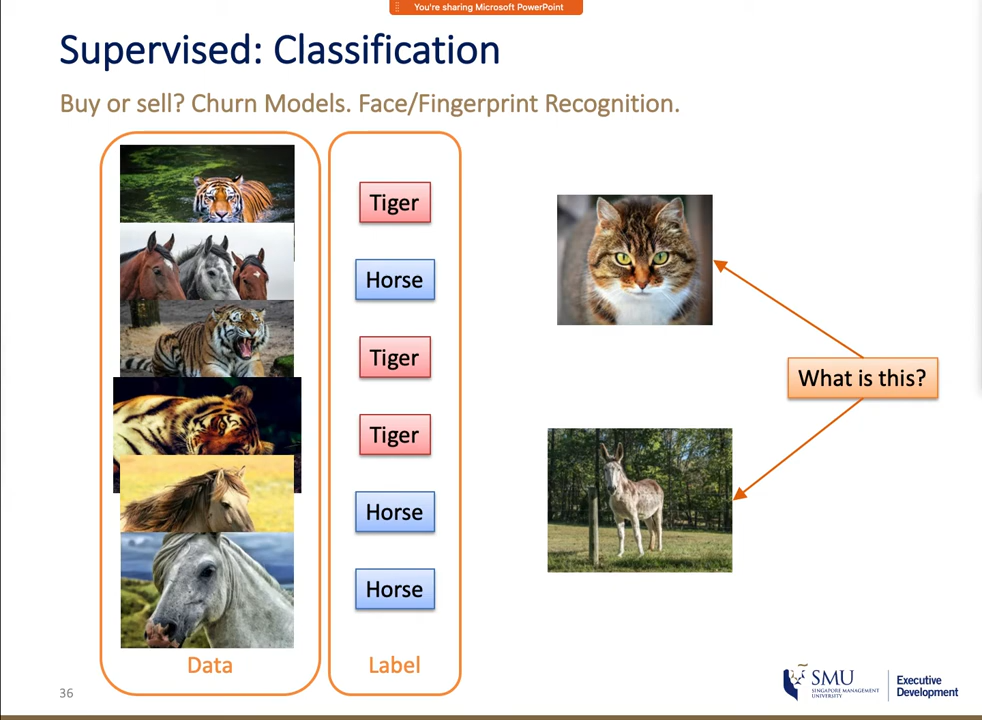 You're sharing Microsoft PowerPoint
Supervised: Classification
Buy or sell? Churn Models. Face/Fingerprint Recognition.
Tiger
Horse
Tiger
Tiger
Horse
Horse
Data
Label
What is this?
36
SMU
SINGAPORE MANAGEMENT
UNIVERSITY
Executive
Development